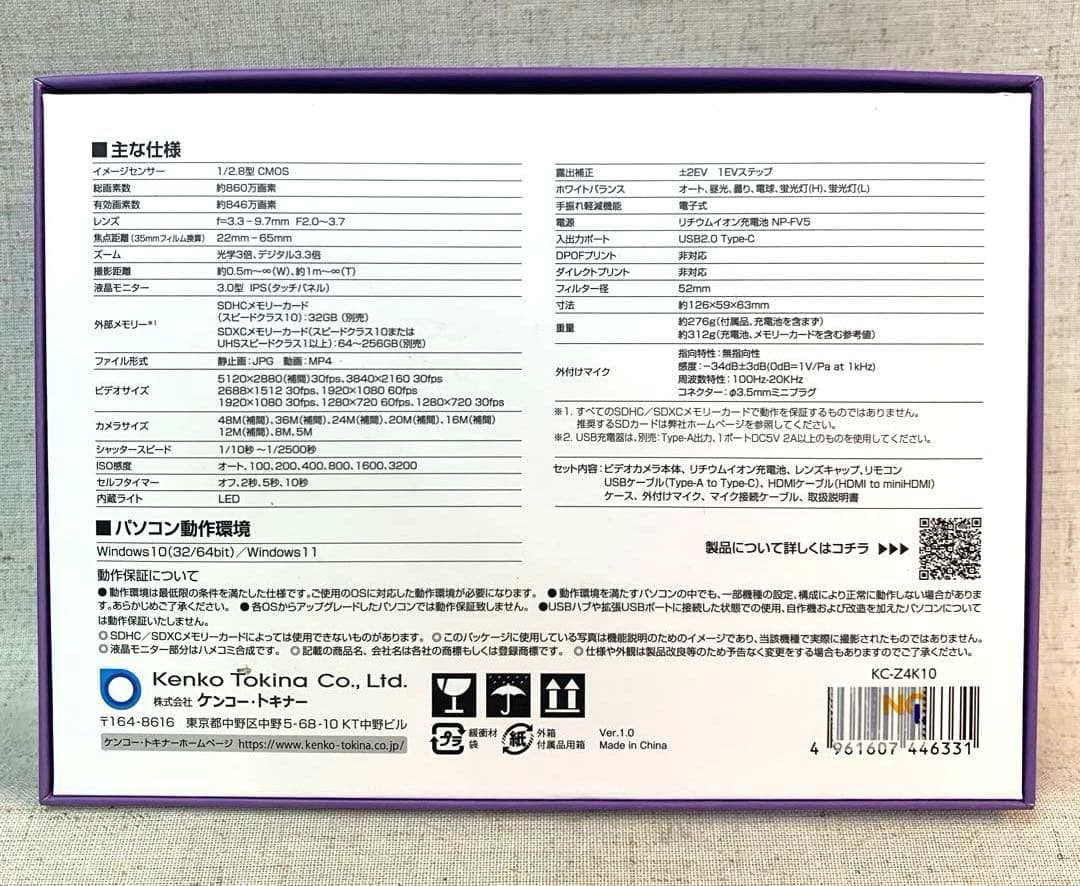 ■主な仕様
イメージセンサー 1/2.8型 CMOS
総画素数 約860万画素
有効画素数 約846万画素
レンズ f=3.3－9.7mm F2.0～3.7
焦点距離(35mmフィルム換算) 22mm－65mm
ズーム 光学3倍、デジタル3.3倍
撮影距離 約0.5m～∞(W)、約1m～∞(T)
液晶モニター 3.0型 IPS(タッチパネル)
外部メモリー※1 SDHCメモリーカード
(スピードクラス10)：32GB (別売)
SDXCメモリーカード(スピードクラス10または
UHSスピードクラス1以上)：64～256GB(別売)
ファイル形式 静止画：JPG 動画：MP4
ビデオサイズ 5120×2880(補間)30fps、3840×2160 30fps
2688×1512 30fps、1920×1080 60fps
1920×1080 30fps、1280×720 60fps、1280×720 30fps
カメラサイズ 48M(補間)、36M(補間)、24M(補間)、20M(補間)、16M(補間)
12M(補間)、8M、5M
シャッタースピード 1/10秒 ～1/2500秒
ISO感度 オート、100、200、400、800、1600、3200
セルフタイマー オフ、2秒、5秒、10秒
内蔵ライト LED
■パソコン動作環境
Windows10(32/64bit)／Windows11
露出補正 ±2EV 1EVステップ
ホワイトバランス オート、昼光、曇り、電球、蛍光灯(H)、蛍光灯(L)
手振れ軽減機能 電子式
電源 リチウムイオン充電池 NP-FV5
入出力ポート USB2.0 Type-C
DPOFプリント 非対応
ダイレクトプリント 非対応
フィルター径 52mm
寸法 約126×59×63mm
重量 約276g(付属品、充電池を含まず)
約312g(充電池、メモリーカードを含む参考値)
外付けマイク 指向特性：無指向性
感度：－34dB±3dB(0dB=1V/Pa at 1kHz)
周波数特性：100Hz-20KHz
コネクター：φ3.5mmミニプラグ
※1. すべてのSDHC／SDXCメモリーカードで動作を保証するものではありません。
推奨するSDカードは弊社ホームページを参照してください。
※2. USB充電器は、別売：Type-A出力、1ポートDC5V 2A以上のものを使用してください。
セット内容：ビデオカメラ本体、リチウムイオン充電池、レンズキャップ、リモコン
USBケーブル(Type-A to Type-C)、HDMIケーブル(HDMI to miniHDMI)
ケース、外付けマイク、マイク接続ケーブル、取扱説明書
製品について詳しくはコチラ ▶▶▶
動作保証について
●動作環境は最低限の条件を満たした仕様です。ご使用のOSに対応した動作環境が必要になります。 ●動作環境を満たすパソコンの中でも、一部機種の設定、構成により正常に動作しない場合がありま
す。あらかじめご了承ください。 ●各OSからアップグレードしたパソコンでは動作保証致しません。 ●USBハブや拡張USBポートに接続した状態での使用、自作機および改造を加えたパソコンについて
は動作保証いたしません。
◎SDHC／SDXCメモリーカードによっては使用できないものがあります。 ◎このパッケージに使用している写真は機能説明のためのイメージであり、当該機種で実際に撮影されたものではありません。
◎液晶モニター部分はハメコミ合成です。 ◎記載の商品名、会社名は各社の商標もしくは登録商標です。 ◎仕様や外観は製品改良等のため予告なく変更をする場合もありますのでご了承ください。
Kenko Tokina Co., Ltd.
株式会社 ケンコー・トキナー
〒164-8616 東京都中野区中野5-68-10 KT中野ビル
ケンコー・トキナーホームページ https://www.kenko-tokina.co.jp/
プラ 緩衝材
袋
紙 外箱
付属品用箱
Ver.1.0
Made in China
KC-Z4K10
4 961607 446331